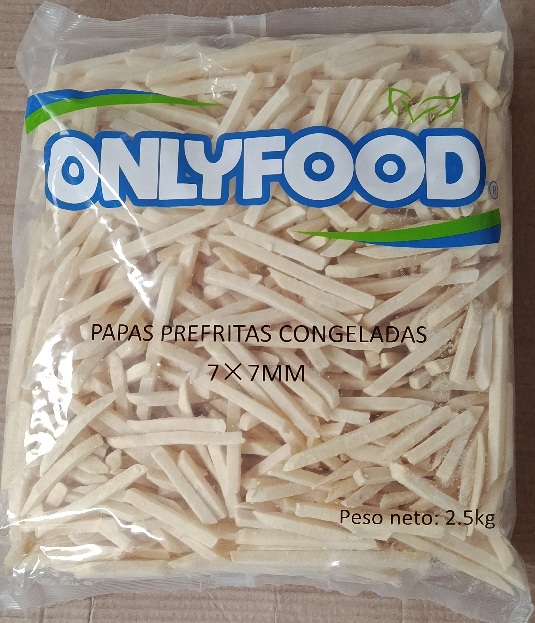 ONLYFOOD®
PAPAS PREFRITAS CONGELADAS
7×7MM
Peso neto: 2.5kg